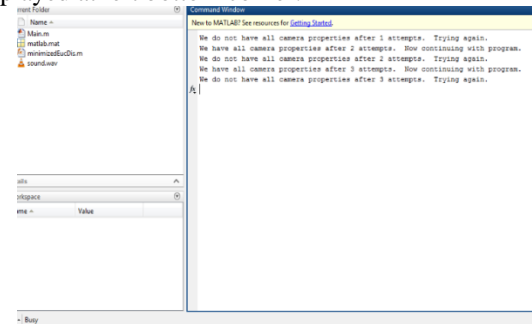 Current Folder
Name
Main.m
matlab.mat
minimizedEucDis.m
sound.wav
Value
Busy
Command Window
New to MATLAB? See resources for Getting Started.
We do not have all camera properties after 1 attempts. Trying again.
We have all camera properties after 2 attempts. Now continuing with program.
We do not have all camera properties after 2 attempts. Trying again.
We have all camera properties after 3 attempts. Now continuing with program.
We do not have all camera properties after 3 attempts. Trying again.
fx